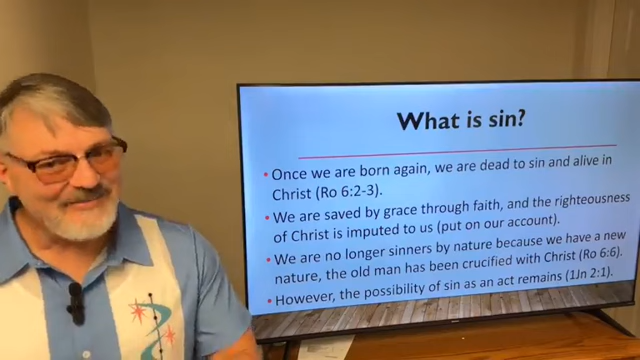 What is sin?
• Once we are born again, we are dead to sin and alive in
Christ (Ro 6:2-3).
• We are saved by grace through faith, and the righteousness
of Christ is imputed to us (put on our account).
• We are no longer sinners by nature because we have a new
nature, the old man has been crucified with Christ (Ro 6:6).
• However, the possibility of sin as an act remains (1Jn 2:1).